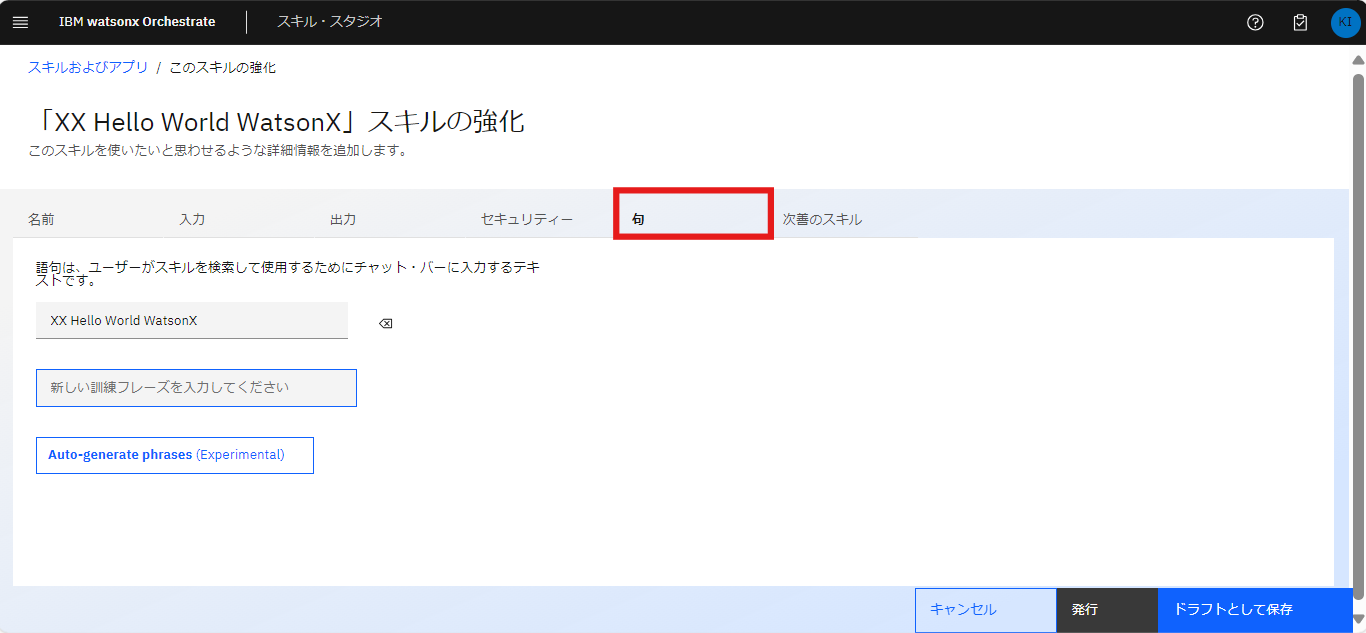 IBM watsonx Orchestrate スキル・スタジオ KI
スキルおよびアプリ / このスキルの強化
「XX Hello World WatsonX」スキルの強化
このスキルを使いたいと思わせるような詳細情報を追加します。
名前 入力 出力 セキュリティー 句 次善のスキル
語句は、ユーザーがスキルを検索して使用するためにチャット・バーに入力するテキ
ストです。
XX Hello World WatsonX
新しい訓練フレーズを入力してください
Auto-generate phrases (Experimental)
キャンセル 発行 ドラフトとして保存